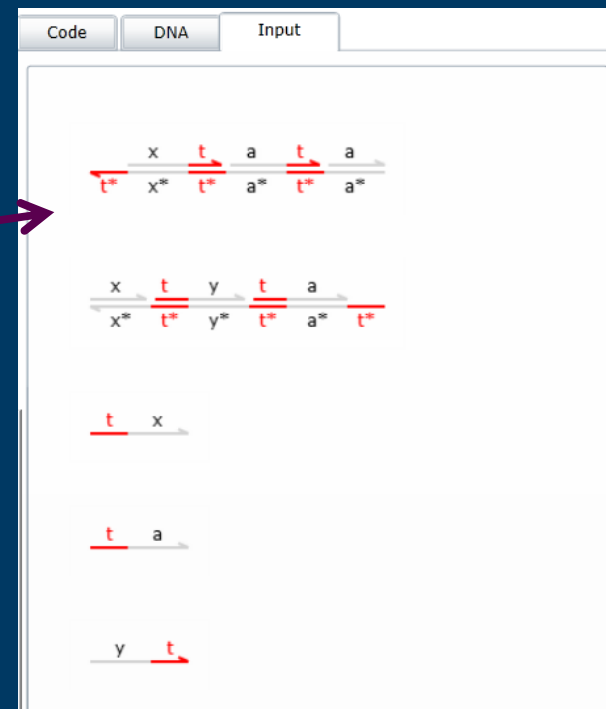 Code DNA Input
x t a t a
t* x* t* a* t* a*
x t y t a
x* t* y* t* a* t*
t x
t a
y t